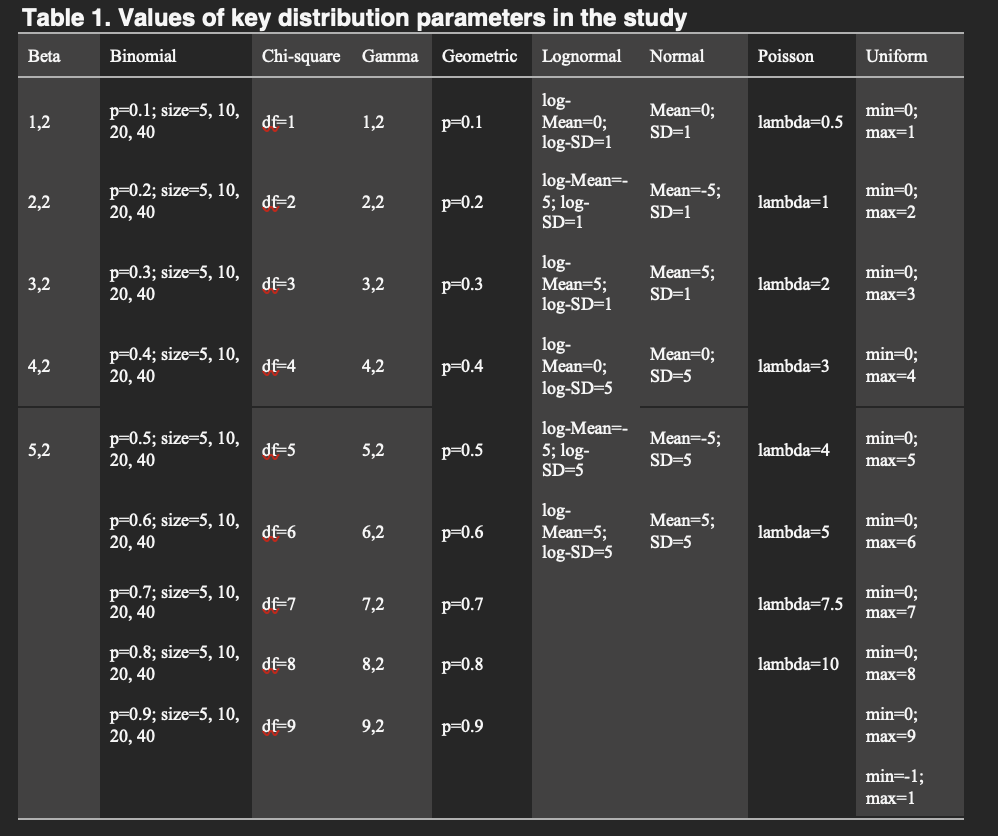 Table 1. Values of key distribution parameters in the study
Beta Binomial Chi-square Gamma Geometric Lognormal Normal Poisson Uniform
1,2 p=0.1; size=5, 10, 20, 40 df=1 1,2 p=0.1 log-Mean=0; log-SD=1 Mean=0; SD=1 lambda=0.5 min=0; max=1
2,2 p=0.2; size=5, 10, 20, 40 df=2 2,2 p=0.2 log-Mean=-5; log-SD=1 Mean=-5; SD=1 lambda=1 min=0; max=2
3,2 p=0.3; size=5, 10, 20, 40 df=3 3,2 p=0.3 log-Mean=5; log-SD=1 Mean=5; SD=1 lambda=2 min=0; max=3
4,2 p=0.4; size=5, 10, 20, 40 df=4 4,2 p=0.4 log-Mean=0; log-SD=5 Mean=0; SD=5 lambda=3 min=0; max=4
5,2 p=0.5; size=5, 10, 20, 40 df=5 5,2 p=0.5 log-Mean=-5; log-SD=5 Mean=-5; SD=5 lambda=4 min=0; max=5
p=0.6; size=5, 10, 20, 40 df=6 6,2 p=0.6 log-Mean=5; log-SD=5 Mean=5; SD=5 lambda=5 min=0; max=6
p=0.7; size=5, 10, 20, 40 df=7 7,2 p=0.7 lambda=7.5 min=0; max=7
p=0.8; size=5, 10, 20, 40 df=8 8,2 p=0.8 lambda=10 min=0; max=8
p=0.9; size=5, 10, 20, 40 df=9 9,2 p=0.9 min=0; max=9
min=-1; max=1